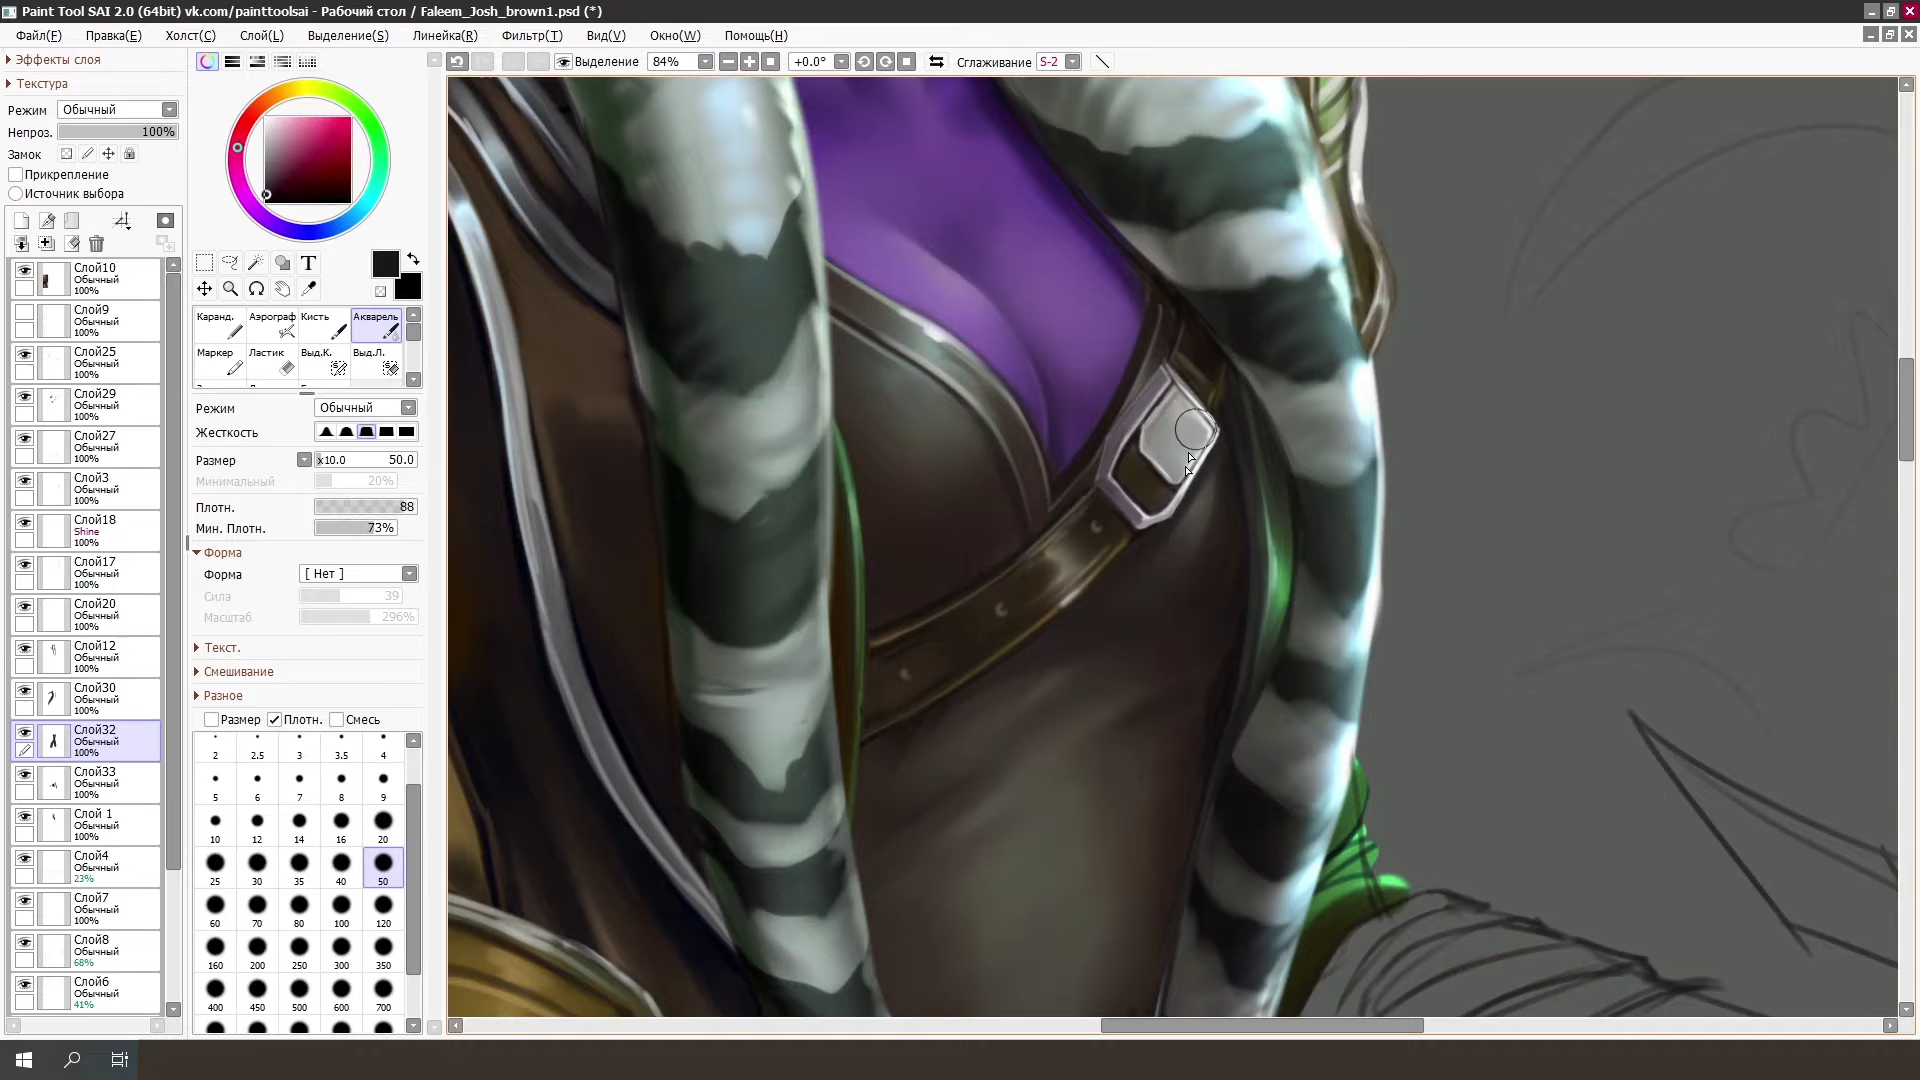 Paint Tool SAI 2.0 (64bit) vk.com/painttoolsai - Рабочий стол / Faleem_Josh_brown1.psd (*)
Файл(F) Правка(E) Холст(C) Слой(L) Выделение(S) Линейка(R) Фильтр(T) Вид(V) Окно(W) Помощь(H)
Выделение 84% +0.0° Сглаживание S-2
Эффекты слоя
Текстура
Режим Обычный
Непроз. 100%
Замок
Прикрепление
Источник выбора
Слой10
Обычный
100%
Слой9
Обычный
100%
Слой25
Обычный
100%
Слой29
Обычный
100%
Слой27
Обычный
100%
Слой3
Обычный
100%
Слой18
Shine
100%
Слой17
Обычный
100%
Слой20
Обычный
100%
Слой12
Обычный
100%
Слой30
Обычный
100%
Слой32
Обычный
100%
Слой33
Обычный
100%
Слой 1
Обычный
100%
Слой4
Обычный
23%
Слой7
Обычный
100%
Слой8
Обычный
68%
Слой6
Обычный
41%
T
Каранд. Аэрограф Кисть Акварель
Маркер Ластик Выд.К. Выд.Л.
Режим Обычный
Жесткость
Размер x10.0 50.0
Минимальный 20%
Плотн. 88
Мин. Плотн. 73%
Форма
Форма [ Нет ]
Сила 39
Масштаб 296%
Текст.
Смешивание
Разное
Размер Плотн. Смесь
2 2.5 3 3.5 4
5 6 7 8 9
10 12 14 16 20
25 30 35 40 50
60 70 80 100 120
160 200 250 300 350
400 450 500 600 700